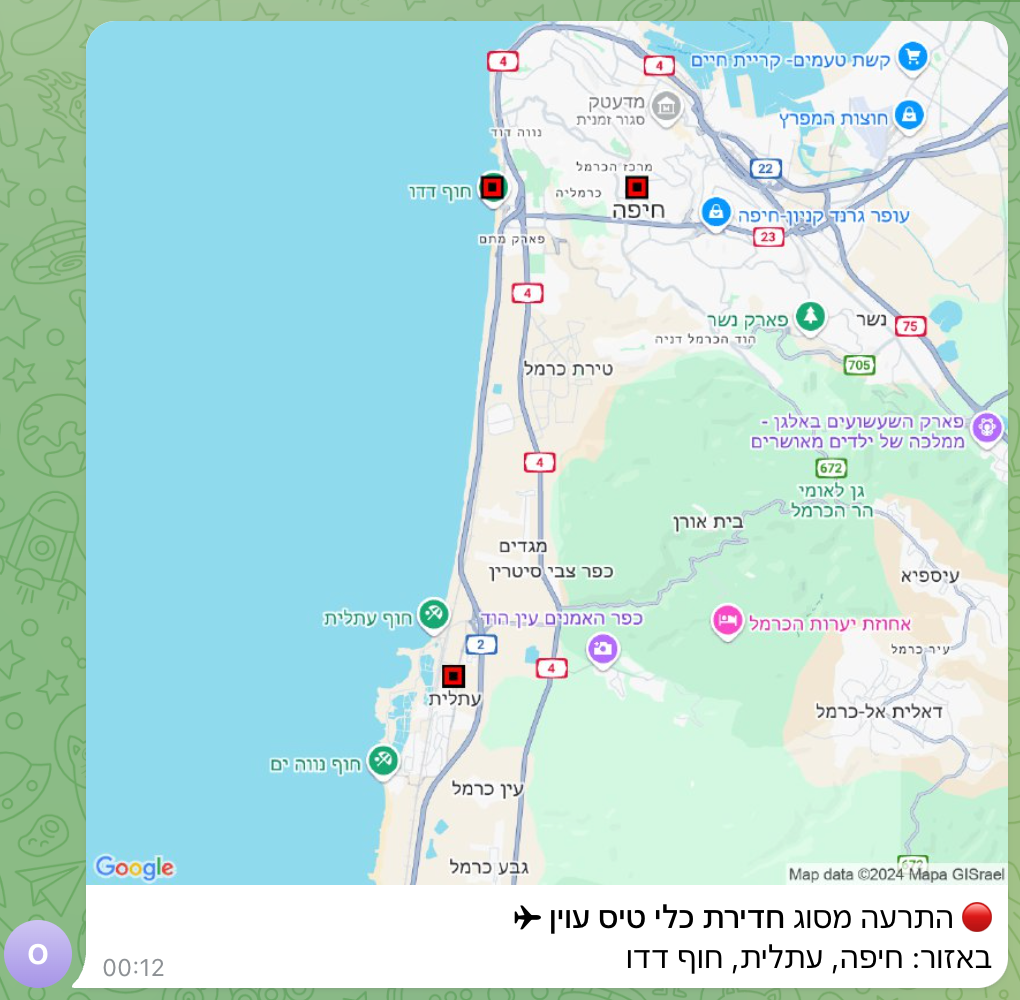 4
4
קשת טעמים- קריית חיים
מדעטק
סגור זמנית
חוצות המפרץ
נווה דוד
מרכז הכרמל
22
חוף דדו
כרמליה
חיפה
עופר גרנד קניון-חיפה
23
פארק מתם
4
פארק נשר
נשר
75
הוד הכרמל דניה
705
טירת כרמל
פארק השעשועים באלגן -
ממלכה של ילדים מאושרים
4
672
גן לאומי
הר הכרמל
בית אורן
מגדים
כפר צבי סיטרין
עיספיא
חוף עתלית
כפר האמנים עין הוד
אחוזת יערות הכרמל
2
עיר כרמל
4
עתלית
דאלית אל-כרמל
חוף נווה ים
עין כרמל
גבע כרמל
672
Google
Map data ©2024 Mapa GISrael
🔴 התרעה מסוג חדירת כלי טיס עוין ✈
באזור: חיפה, עתלית, חוף דדו
00:12
O